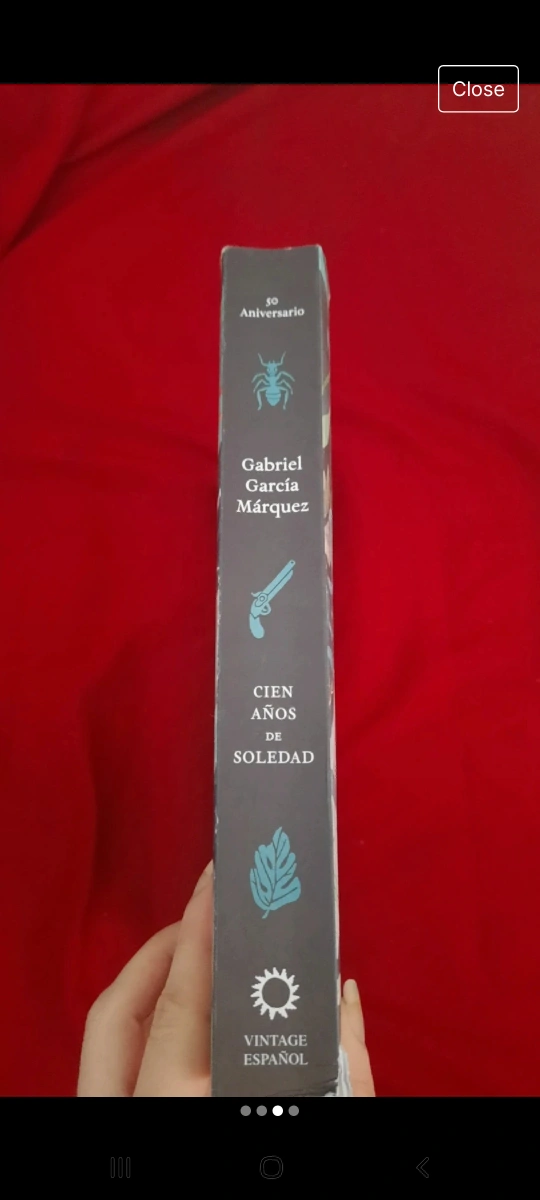 Close
50
Aniversario
Gabriel
García
Márquez
CIEN
AÑOS
DE
SOLEDAD
VINTAGE
ESPAÑOL